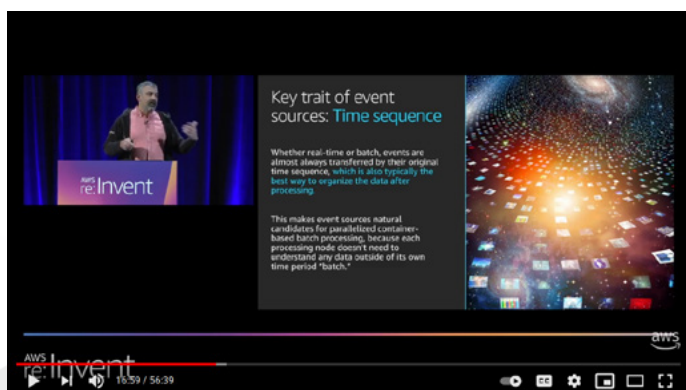 Key trait of event
sources: Time sequence
Whether real-time or batch, events are
almost always transferred by their original
time sequence, which is also typically the
best way to organize the data after
processing.
This makes event sources natural
candidates for parallelized container-
based batch processing, because each
processing node doesn't need to
understand any data outside of its own
time period "batch."
AWS
re:Invent
aws
AWS
re:Invent
16:59 / 56:39
CC